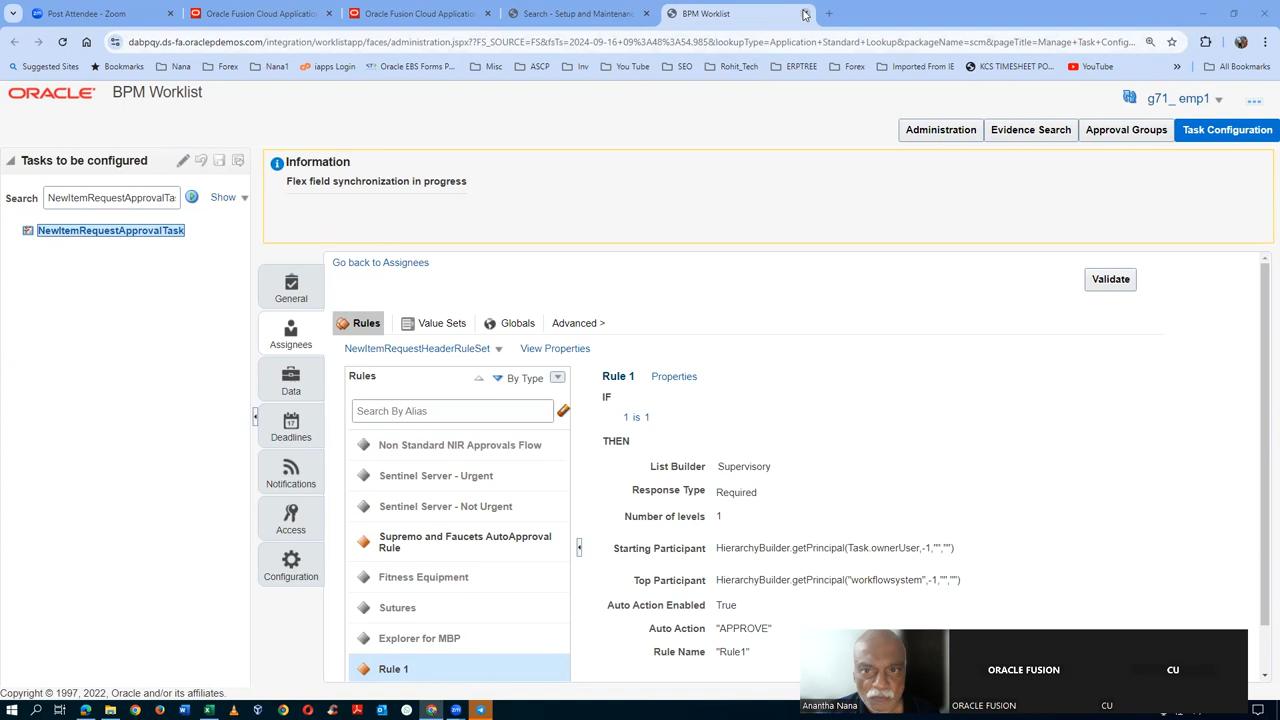 Post Attendee - Zoom
Oracle Fusion Cloud Application
Oracle Fusion Cloud Application
Search - Setup and Maintenance
BPM Worklist
dabpqy.ds-fa.oraclepdemos.com/integration/worklistapp/faces/administration.jspx??FS_SOURCE=FS&fsTs=2024-09-16+09%3A48%3A54.985&lookupType=Application+Standard+Lookup&packageName=scm&pageTitle=Manage+Task+Config...
Suggested Sites
Bookmarks
Nana
Forex
Nana1
iapps Login
Oracle EBS Forms P...
Misc
ASCP
Inv
You Tube
SEO
Rohit_Tech
ERPTREE
Forex
Imported From IE
KCS TIMESHEET PO...
YouTube
All Bookmarks
ORACLE BPM Worklist
g71_ emp1
Administration
Evidence Search
Approval Groups
Task Configuration
Tasks to be configured
Search NewItemRequestApprovalTa Show
NewItemRequestApprovalTask
Information
Flex field synchronization in progress
General
Assignees
Data
Deadlines
Notifications
Access
Configuration
Go back to Assignees
Validate
Rules
Value Sets
Globals
Advanced >
NewItemRequestHeaderRuleSet View Properties
Rules
By Type
Search By Alias
Non Standard NIR Approvals Flow
Sentinel Server - Urgent
Sentinel Server - Not Urgent
Supremo and Faucets AutoApproval
Rule
Fitness Equipment
Sutures
Explorer for MBP
Rule 1
Rule 1 Properties
IF
1 is 1
THEN
List Builder Supervisory
Response Type Required
Number of levels 1
Starting Participant HierarchyBuilder.getPrincipal(Task.ownerUser,-1,"","")
Top Participant HierarchyBuilder.getPrincipal("workflowsystem",-1,"","")
Auto Action Enabled True
Auto Action "APPROVE"
Rule Name "Rule1"
Copyright © 1997, 2022, Oracle and/or its affiliates.
ORACLE FUSION
CU
Anantha Nana
ORACLE FUSION
CU